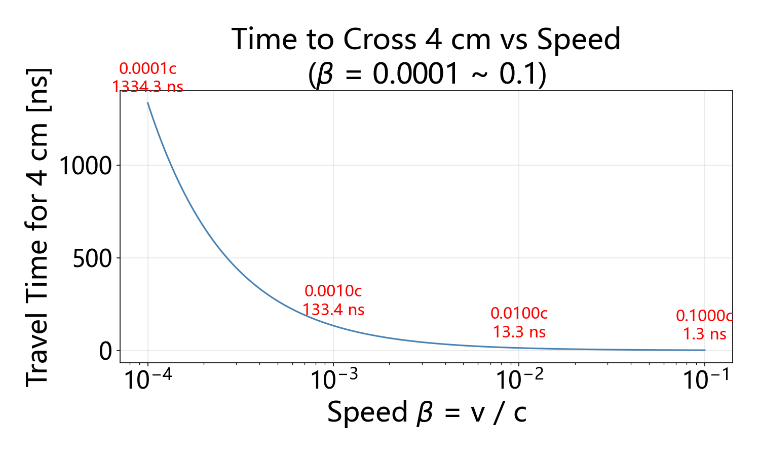 Time to Cross 4 cm vs Speed
(β = 0.0001 ~ 0.1)
Travel Time for 4 cm [ns]
1000
500
0
0.0001c
1334.3 ns
0.0010c
133.4 ns
0.0100c
13.3 ns
0.1000c
1.3 ns
10⁻⁴
10⁻³
10⁻²
10⁻¹
Speed β = v / c